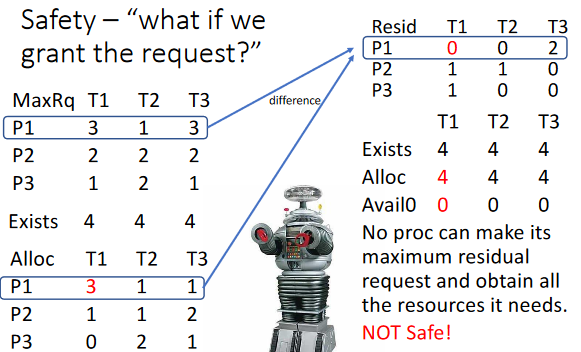 Safety – “what if we
grant the request?”
MaxRq T1 T2 T3
P1 3 1 3
P2 2 2 2
P3 1 2 1
Exists 4 4 4
Alloc T1 T2 T3
P1 3 1 1
P2 1 1 2
P3 0 2 1
difference
Resid T1 T2 T3
P1 0 0 2
P2 1 1 0
P3 1 0 0
T1 T2 T3
Exists 4 4 4
Alloc 4 4 4
Avail0 0 0 0
No proc can make its
maximum residual
request and obtain all
the resources it needs.
NOT Safe!